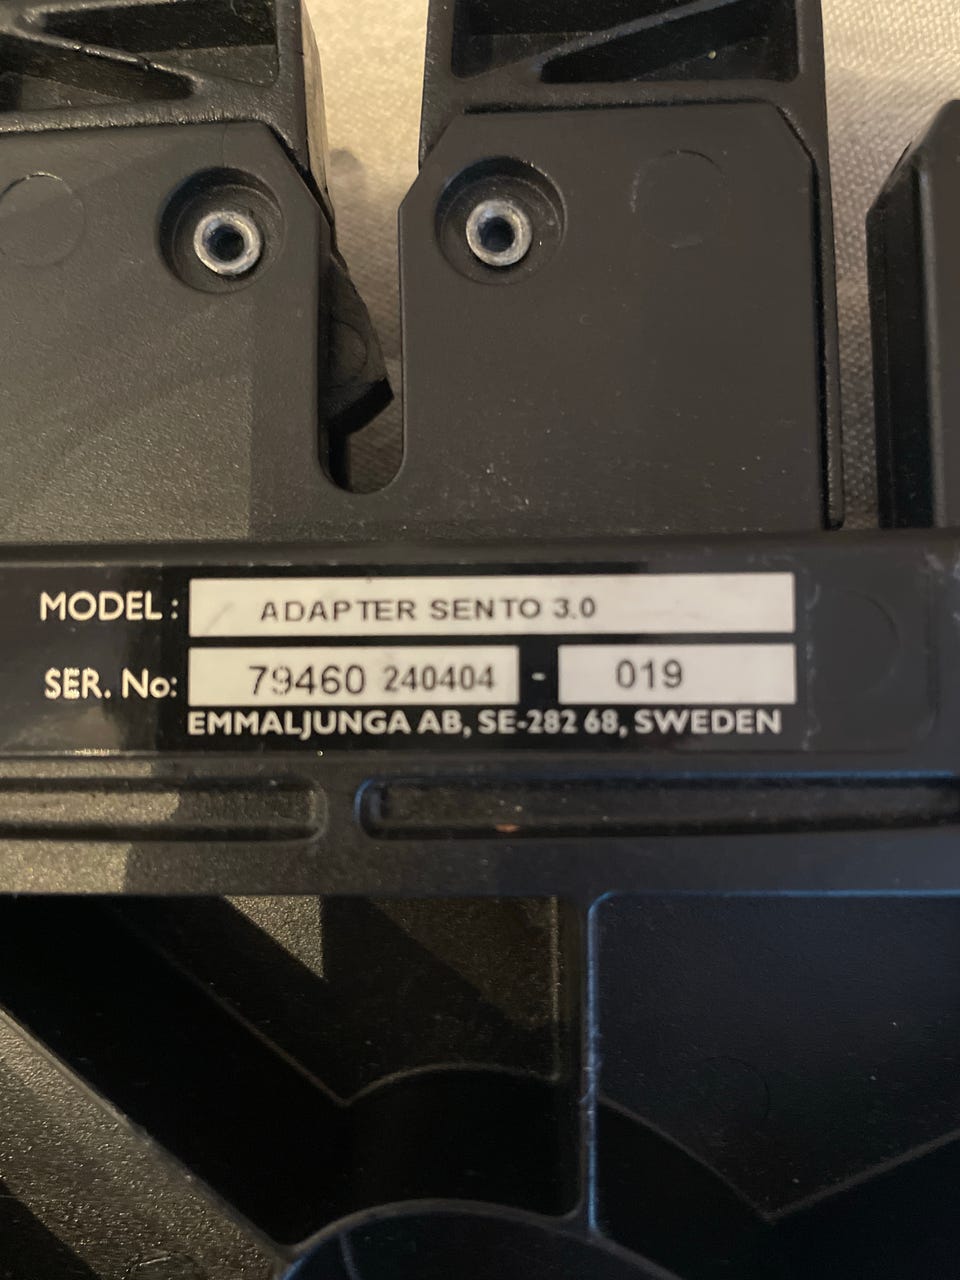 MODEL: ADAPTER SENTO 3.0
SER. No: 79460 240404 - 019
EMMALJUNGA AB, SE-282 68, SWEDEN